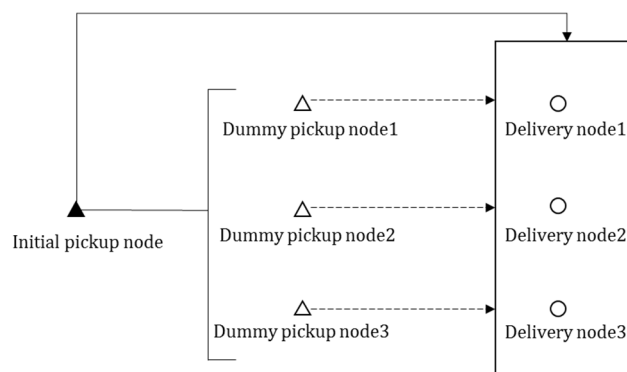 Dummy pickup node1
Delivery node1
Initial pickup node
Dummy pickup node2
Delivery node2
Dummy pickup node3
Delivery node3